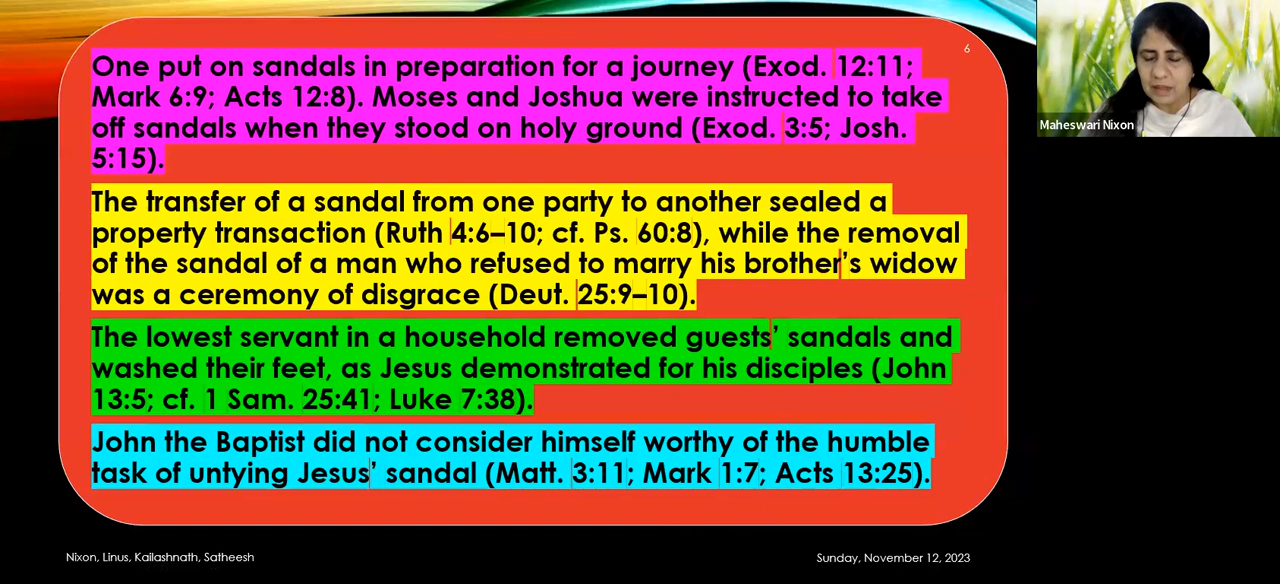 6
One put on sandals in preparation for a journey (Exod. 12:11;
Mark 6:9; Acts 12:8). Moses and Joshua were instructed to take
off sandals when they stood on holy ground (Exod. 3:5; Josh.
5:15).
The transfer of a sandal from one party to another sealed a
property transaction (Ruth 4:6–10; cf. Ps. 60:8), while the removal
of the sandal of a man who refused to marry his brother’s widow
was a ceremony of disgrace (Deut. 25:9–10).
The lowest servant in a household removed guests’ sandals and
washed their feet, as Jesus demonstrated for his disciples (John
13:5; cf. 1 Sam. 25:41; Luke 7:38).
John the Baptist did not consider himself worthy of the humble
task of untying Jesus’ sandal (Matt. 3:11; Mark 1:7; Acts 13:25).
Nixon, Linus, Kailashnath, Satheesh
Sunday, November 12, 2023
Maheswari Nixon